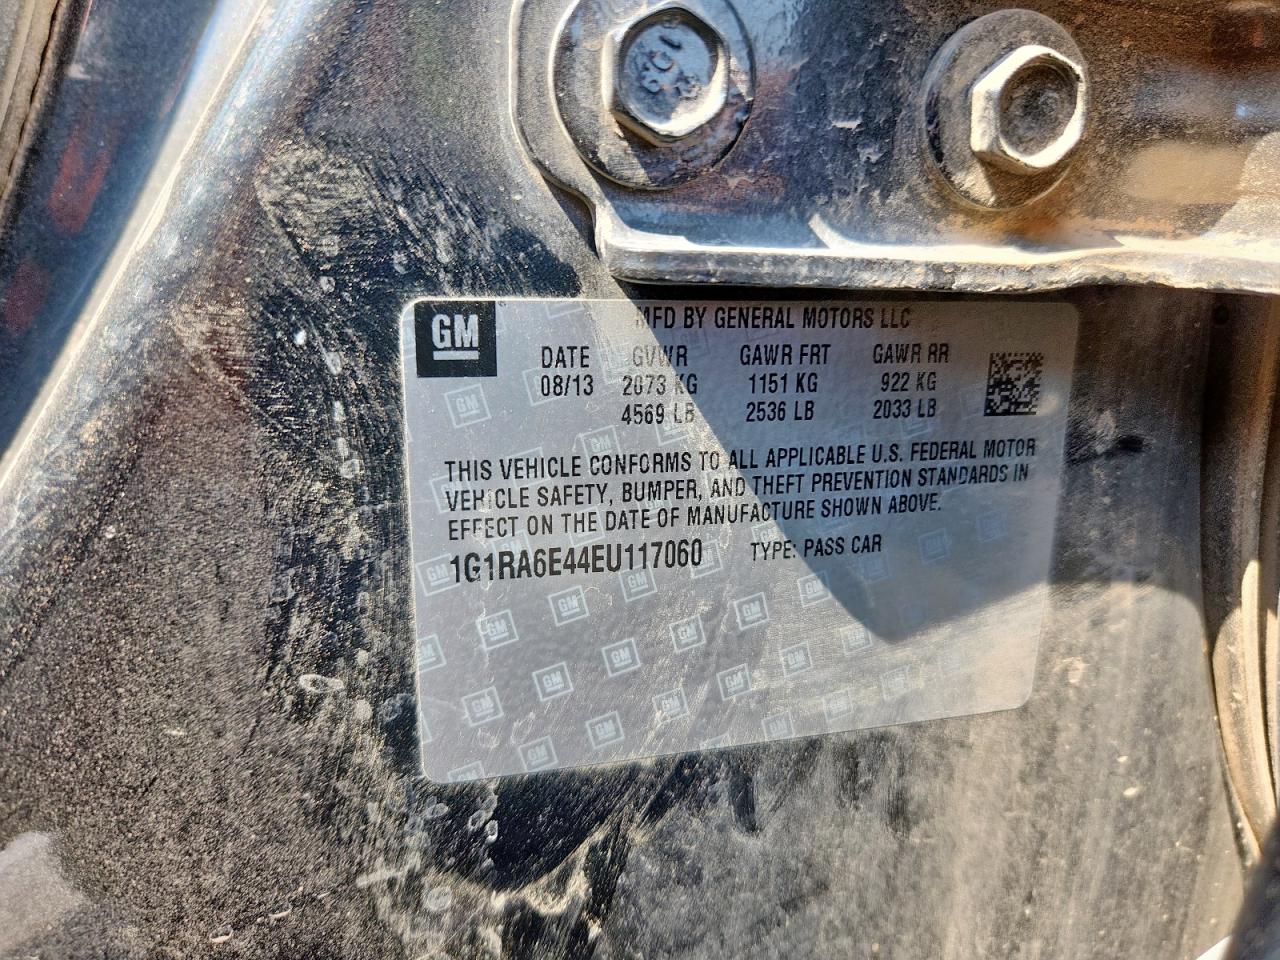 GM
MFD BY GENERAL MOTORS LLC
DATE GVWR GAWR FRT GAWR RR
08/13 2073 KG 1151 KG 922 KG
4569 LB 2536 LB 2033 LB
THIS VEHICLE CONFORMS TO ALL APPLICABLE U.S. FEDERAL MOTOR
VEHICLE SAFETY, BUMPER, AND THEFT PREVENTION STANDARDS IN
EFFECT ON THE DATE OF MANUFACTURE SHOWN ABOVE.
1G1RA6E44EU117060 TYPE: PASS CAR